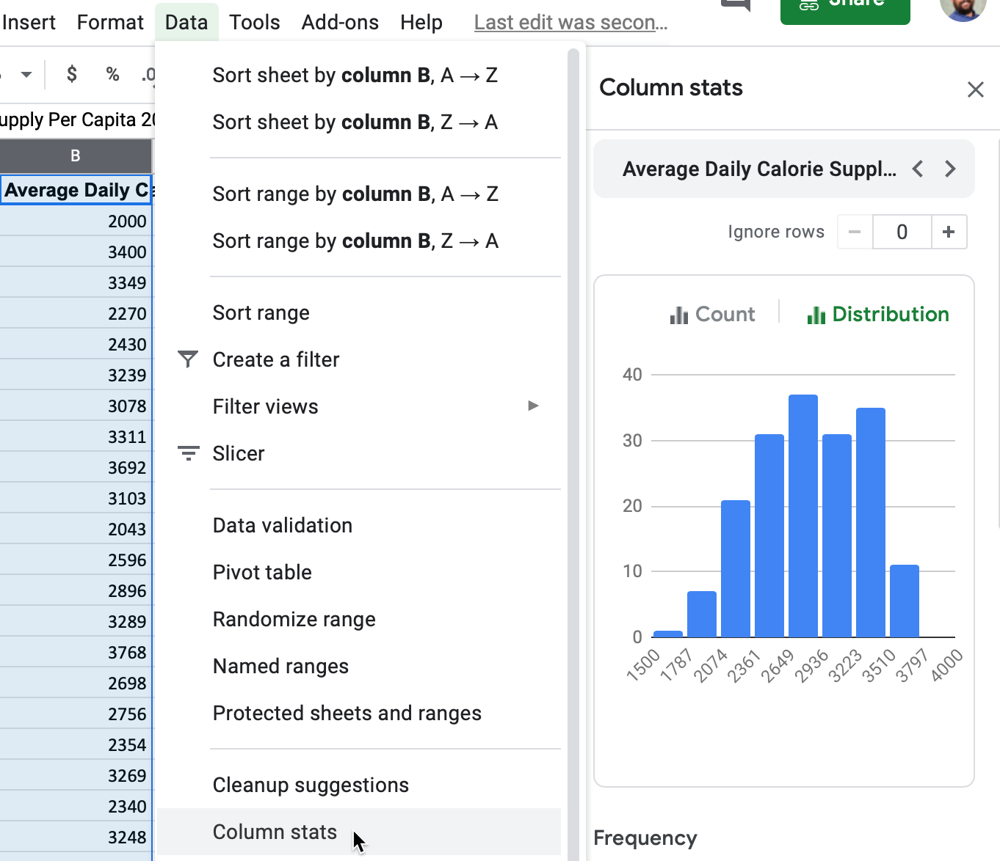 Insert Format Data Tools Add-ons Help Last edit was secon... Share
$ % .0
upply Per Capita 20
B
Average Daily Ca
2000
3400
3349
2270
2430
3239
3078
3311
3692
3103
2043
2596
2896
3289
3768
2698
2756
2354
3269
2340
3248
Sort sheet by column B, A → Z
Sort sheet by column B, Z → A
Sort range by column B, A → Z
Sort range by column B, Z → A
Sort range
Create a filter
Filter views
Slicer
Data validation
Pivot table
Randomize range
Named ranges
Protected sheets and ranges
Cleanup suggestions
Column stats
Column stats
Average Daily Calorie Suppl...
Ignore rows − 0 +
Count Distribution
40
30
20
10
0
1500 1787 2074 2361 2649 2936 3223 3510 3797 4000
Frequency